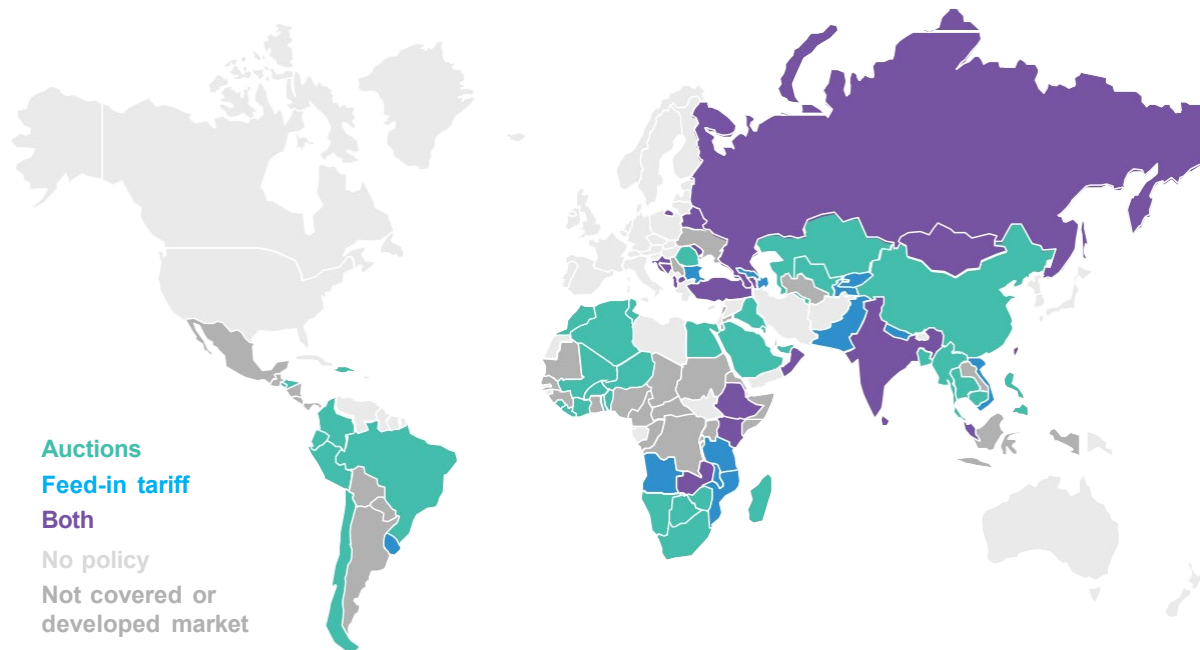 Auctions
Feed-in tariff
Both
No policy
Not covered or
developed market